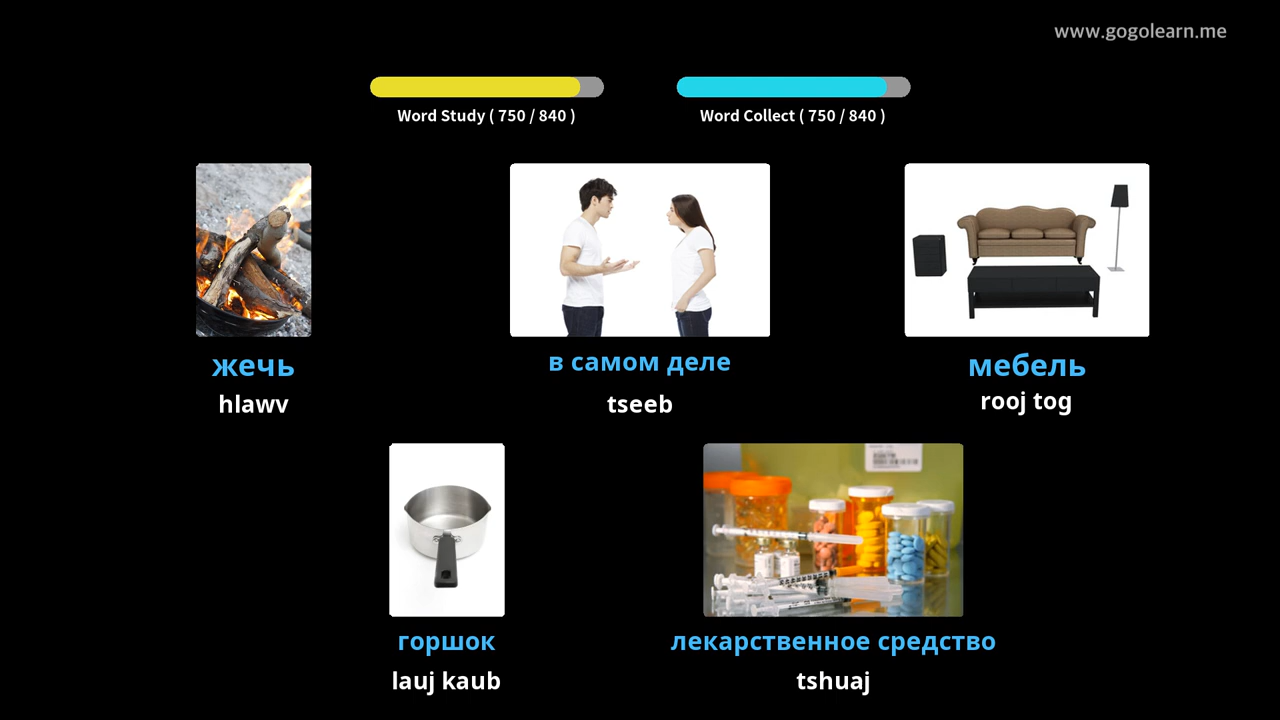 www.gogolearn.me
Word Study ( 750 / 840 )
Word Collect ( 750 / 840 )
жечь
hlawv
в самом деле
tseeb
мебель
rooj tog
горшок
lauj kaub
лекарственное средство
tshuaj